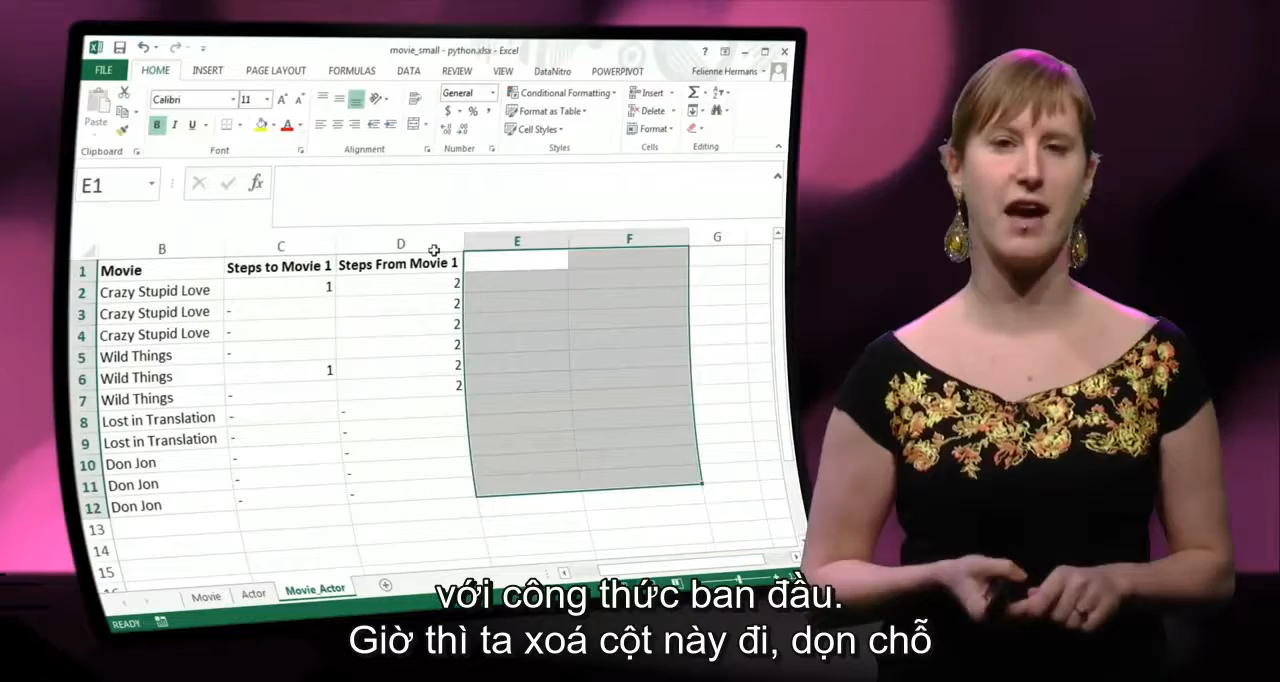 movie_small - python.xlsx - Excel
FILE HOME INSERT PAGE LAYOUT FORMULAS DATA REVIEW VIEW DataNitro POWERPIVOT Felienne Hermans
Calibri 11 General Conditional Formatting Insert
Paste B I U $ % Format as Table Delete
Cell Styles Format
Clipboard Font Alignment Number Styles Cells Editing
E1 fx
B C D E F G
1 Movie Steps to Movie 1 Steps From Movie 1
2 Crazy Stupid Love 1 2
3 Crazy Stupid Love - 2
4 Crazy Stupid Love - 2
5 Wild Things - 2
6 Wild Things 1 2
7 Wild Things - 2
8 Lost in Translation - -
9 Lost in Translation - -
10 Don Jon - -
11 Don Jon - -
12 Don Jon - -
13
14
15
Movie Actor Movie_Actor
READY
với công thức ban đầu.
Giờ thì ta xoá cột này đi, dọn chỗ